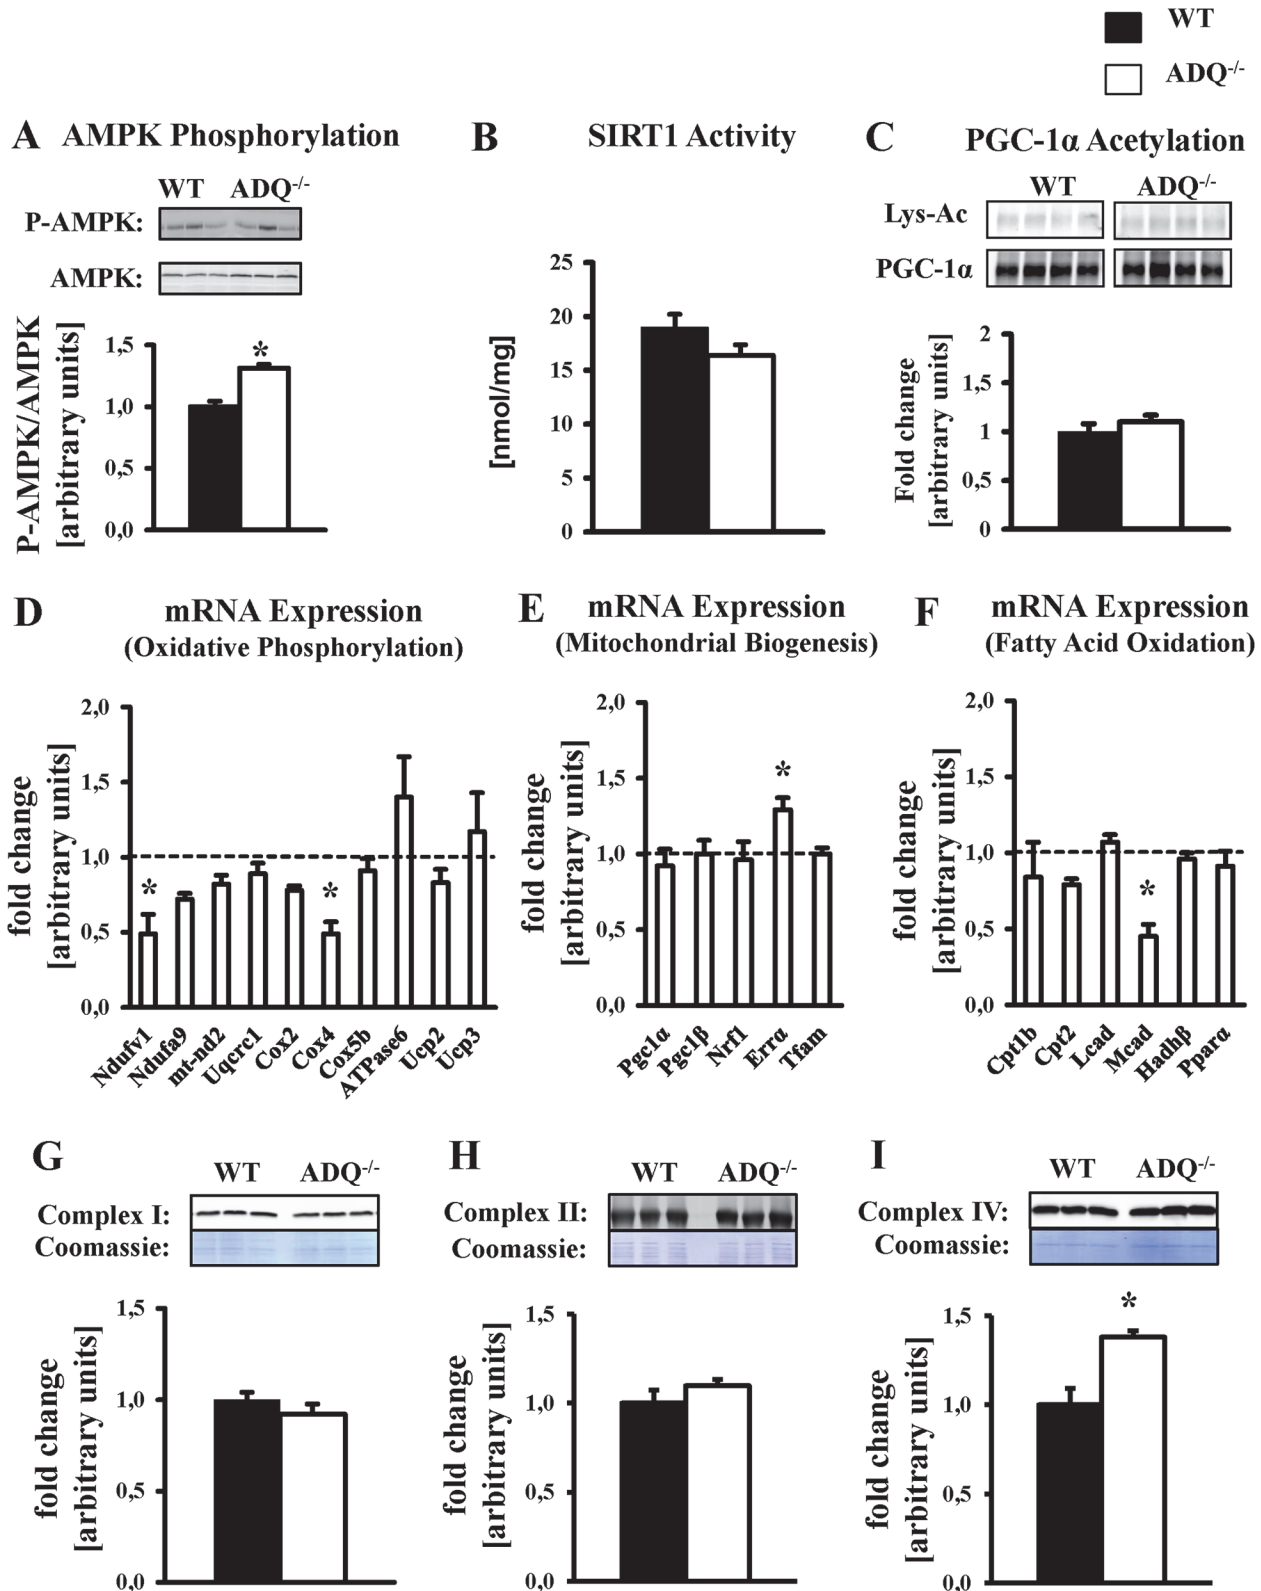 WT
ADQ-/-
A AMPK Phosphorylation
B SIRT1 Activity
C PGC-1α Acetylation
WT ADQ-/-
P-AMPK:
AMPK:
P-AMPK/AMPK
[arbitrary units]
1,5
1,0
0,5
0,0
*
[nmol/mg]
25
20
15
10
5
0
WT ADQ-/-
Lys-Ac
PGC-1α
Fold change
[arbitrary units]
2
1,5
1
0,5
0
D mRNA Expression
(Oxidative Phosphorylation)
fold change
[arbitrary units]
2,0
1,5
1,0
0,5
0,0
* *
Ndufv1 Ndufa9 mt-nd2 Uqcrc1 Cox2 Cox4 Cox5b ATPase6 Ucp2 Ucp3
E mRNA Expression
(Mitochondrial Biogenesis)
fold change
[arbitrary units]
2,0
1,5
1,0
0,5
0,0
*
Pgc1α Pgc1β Nrf1 Errα Tfam
F mRNA Expression
(Fatty Acid Oxidation)
fold change
[arbitrary units]
2,0
1,5
1,0
0,5
0,0
*
Cpt1b Cpt2 Lcad Mcad Hadhβ Pparα
G
WT ADQ-/-
Complex I:
Coomassie:
fold change
[arbitrary units]
1,5
1,0
0,5
0,0
H
WT ADQ-/-
Complex II:
Coomassie:
fold change
[arbitrary units]
1,5
1,0
0,5
0,0
I
WT ADQ-/-
Complex IV:
Coomassie:
fold change
[arbitrary units]
1,5
1,0
0,5
0,0
*